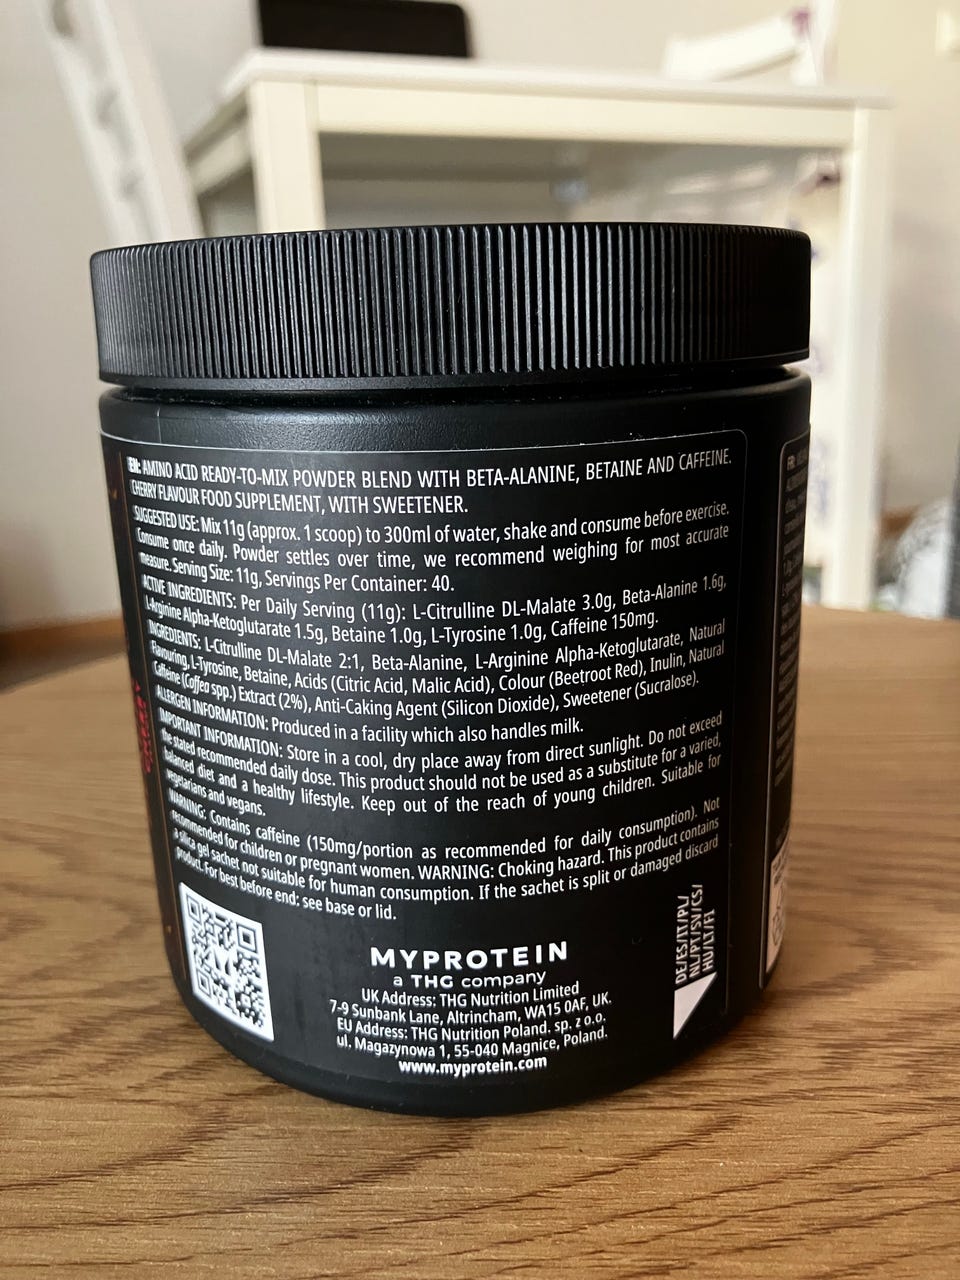 EN: AMINO ACID READY-TO-MIX POWDER BLEND WITH BETA-ALANINE, BETAINE AND CAFFEINE.
CHERRY FLAVOUR FOOD SUPPLEMENT, WITH SWEETENER.
SUGGESTED USE: Mix 11g (approx. 1 scoop) to 300ml of water, shake and consume before exercise.
Consume once daily. Powder settles over time, we recommend weighing for most accurate
measure. Serving Size: 11g, Servings Per Container: 40.
ACTIVE INGREDIENTS: Per Daily Serving (11g): L-Citrulline DL-Malate 3.0g, Beta-Alanine 1.6g,
L-Arginine Alpha-Ketoglutarate 1.5g, Betaine 1.0g, L-Tyrosine 1.0g, Caffeine 150mg.
INGREDIENTS: L-Citrulline DL-Malate 2:1, Beta-Alanine, L-Arginine Alpha-Ketoglutarate, Natural
Flavouring, L-Tyrosine, Betaine, Acids (Citric Acid, Malic Acid), Colour (Beetroot Red), Inulin, Natural
Caffeine (Coffea spp.) Extract (2%), Anti-Caking Agent (Silicon Dioxide), Sweetener (Sucralose).
ALLERGEN INFORMATION: Produced in a facility which also handles milk.
IMPORTANT INFORMATION: Store in a cool, dry place away from direct sunlight. Do not exceed
the stated recommended daily dose. This product should not be used as a substitute for a varied,
balanced diet and a healthy lifestyle. Keep out of the reach of young children. Suitable for
vegetarians and vegans.
WARNING: Contains caffeine (150mg/portion as recommended for daily consumption). Not
recommended for children or pregnant women. WARNING: Choking hazard. This product contains
a silica gel sachet not suitable for human consumption. If the sachet is split or damaged discard
product. For best before end: see base or lid.
MYPROTEIN
a THG company
UK Address: THG Nutrition Limited
7-9 Sunbank Lane, Altrincham, WA15 0AF, UK.
EU Address: THG Nutrition Poland. sp. z o.o.
ul. Magazynowa 1, 55-040 Magnice, Poland.
www.myprotein.com
DE/ES/IT/PL/
NL/PT/SV/CS/
HU/LT/FI
CHERRY
FR: